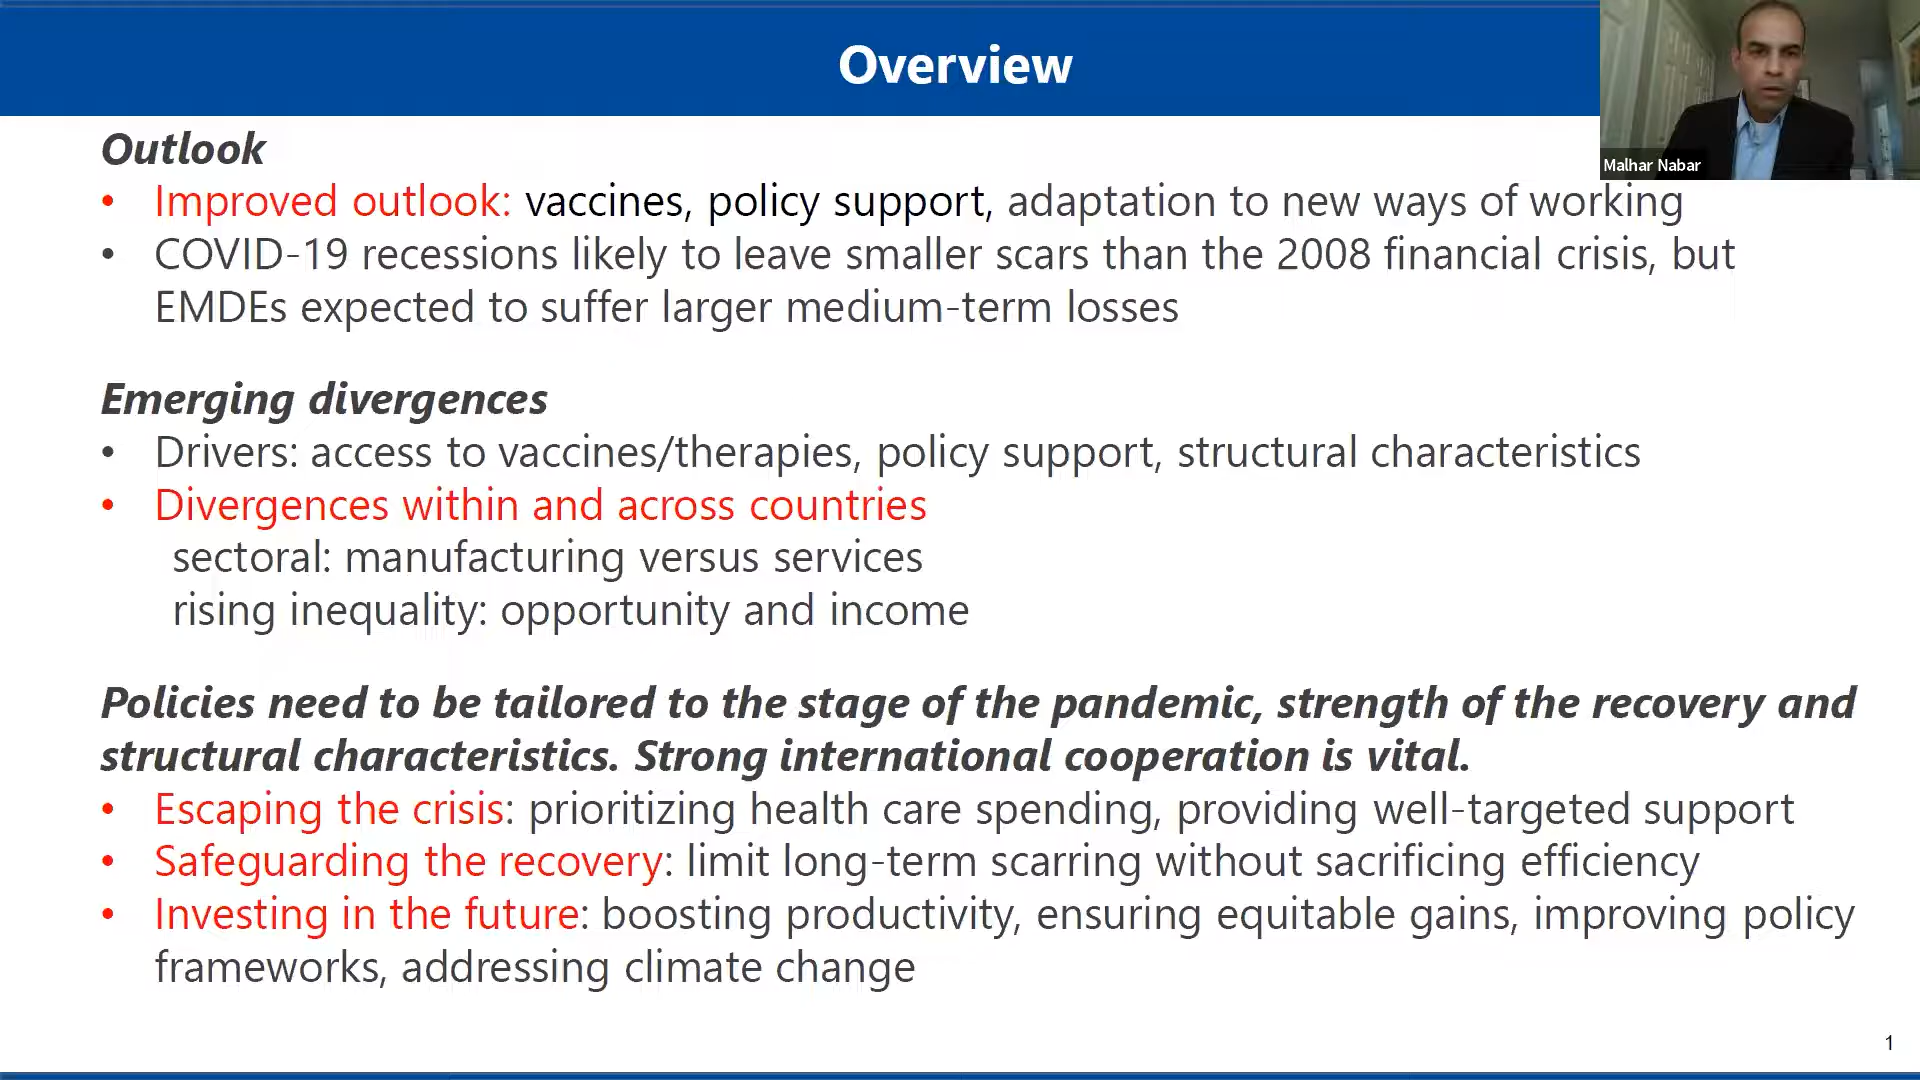 Overview
Malhar Nabar
Outlook
• Improved outlook: vaccines, policy support, adaptation to new ways of working
• COVID-19 recessions likely to leave smaller scars than the 2008 financial crisis, but
EMDEs expected to suffer larger medium-term losses
Emerging divergences
• Drivers: access to vaccines/therapies, policy support, structural characteristics
• Divergences within and across countries
sectoral: manufacturing versus services
rising inequality: opportunity and income
Policies need to be tailored to the stage of the pandemic, strength of the recovery and
structural characteristics. Strong international cooperation is vital.
• Escaping the crisis: prioritizing health care spending, providing well-targeted support
• Safeguarding the recovery: limit long-term scarring without sacrificing efficiency
• Investing in the future: boosting productivity, ensuring equitable gains, improving policy
frameworks, addressing climate change
1